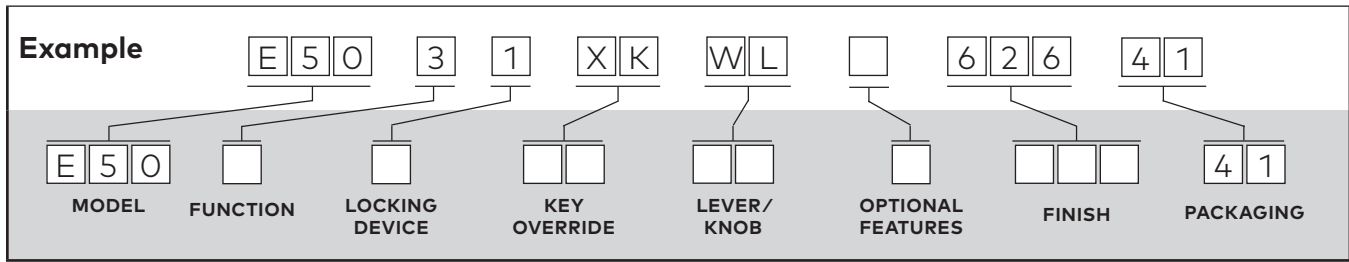 Example
E50 3 1 XK WL 626 41
E50 41
MODEL FUNCTION LOCKING DEVICE KEY OVERRIDE LEVER/ KNOB OPTIONAL FEATURES FINISH PACKAGING